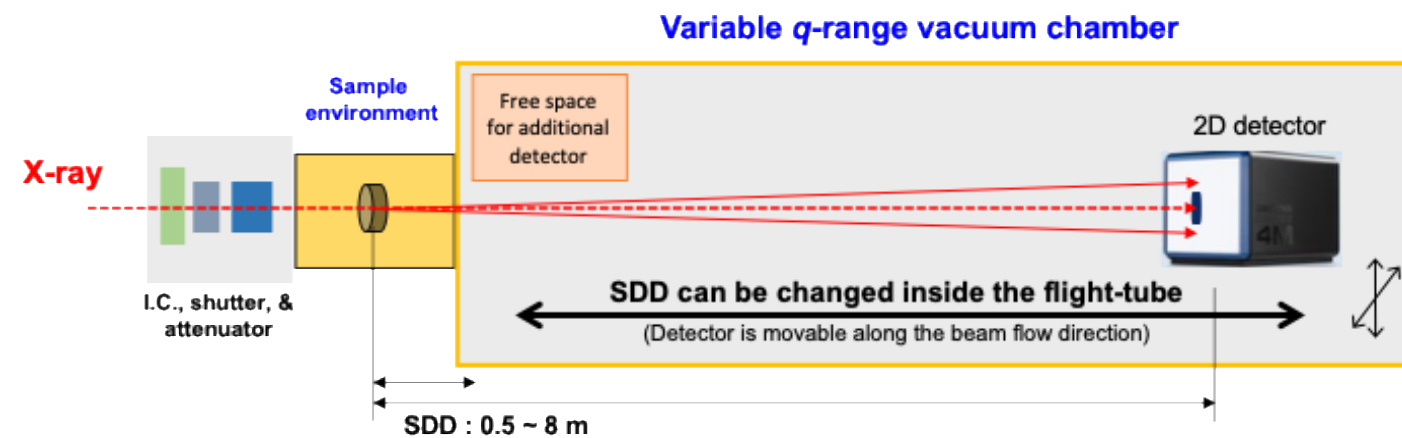 Variable q-range vacuum chamber
Sample
environment
Free space
for additional
detector
2D detector
X-ray
4M
I.C., shutter, &
attenuator
SDD can be changed inside the flight-tube
(Detector is movable along the beam flow direction)
SDD : 0.5 ~ 8 m